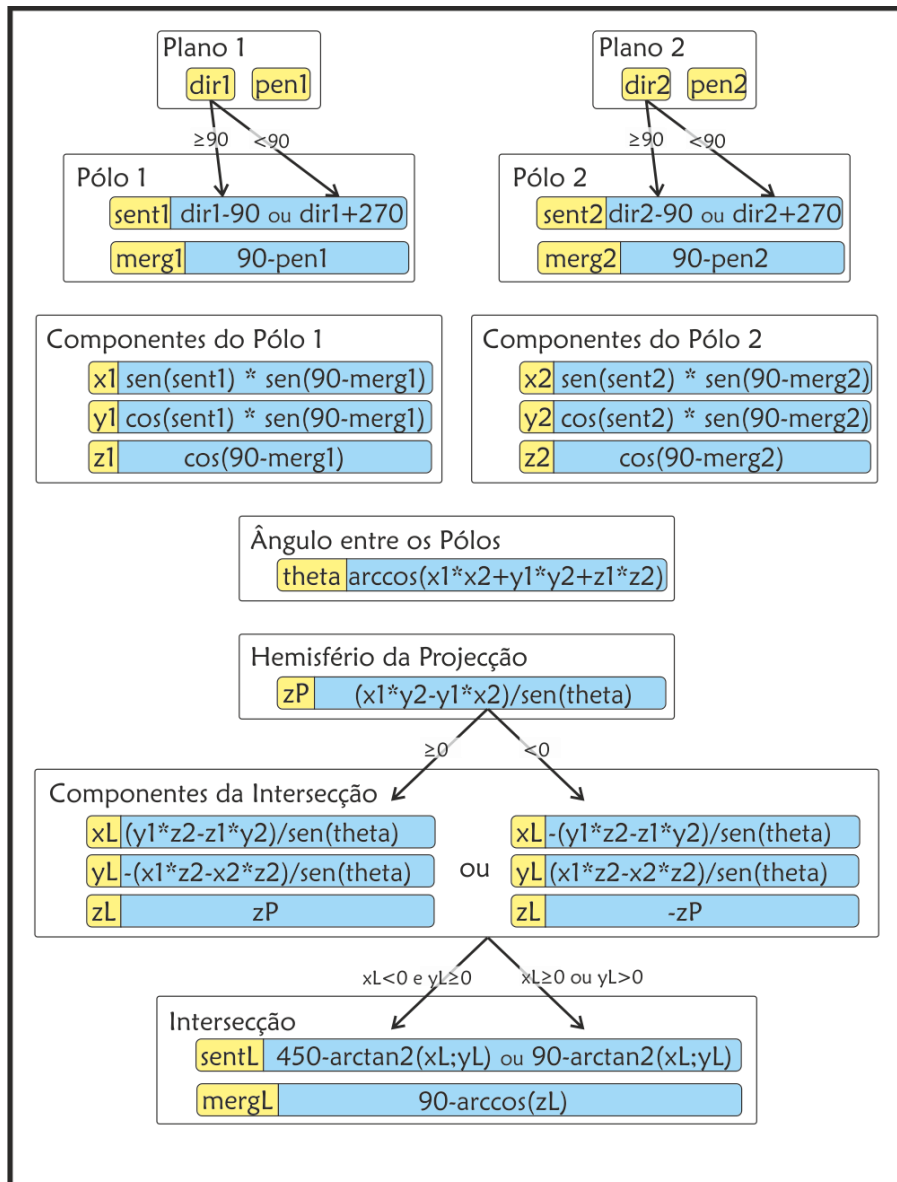 Plano 1
dir1 pen1
Plano 2
dir2 pen2
≥90 <90
≥90 <90
Pólo 1
sent1 dir1-90 ou dir1+270
merg1 90-pen1
Pólo 2
sent2 dir2-90 ou dir2+270
merg2 90-pen2
Componentes do Pólo 1
x1 sen(sent1) * sen(90-merg1)
y1 cos(sent1) * sen(90-merg1)
z1 cos(90-merg1)
Componentes do Pólo 2
x2 sen(sent2) * sen(90-merg2)
y2 cos(sent2) * sen(90-merg2)
z2 cos(90-merg2)
Ângulo entre os Pólos
theta arccos(x1*x2+y1*y2+z1*z2)
Hemisfério da Projecção
zP (x1*y2-y1*x2)/sen(theta)
≥0 <0
Componentes da Intersecção
xL (y1*z2-z1*y2)/sen(theta)
yL -(x1*z2-x2*z2)/sen(theta)
zL zP
ou
xL -(y1*z2-z1*y2)/sen(theta)
yL (x1*z2-x2*z2)/sen(theta)
zL -zP
xL<0 e yL≥0 xL≥0 ou yL>0
Intersecção
sentL 450-arctan2(xL;yL) ou 90-arctan2(xL;yL)
mergL 90-arccos(zL)